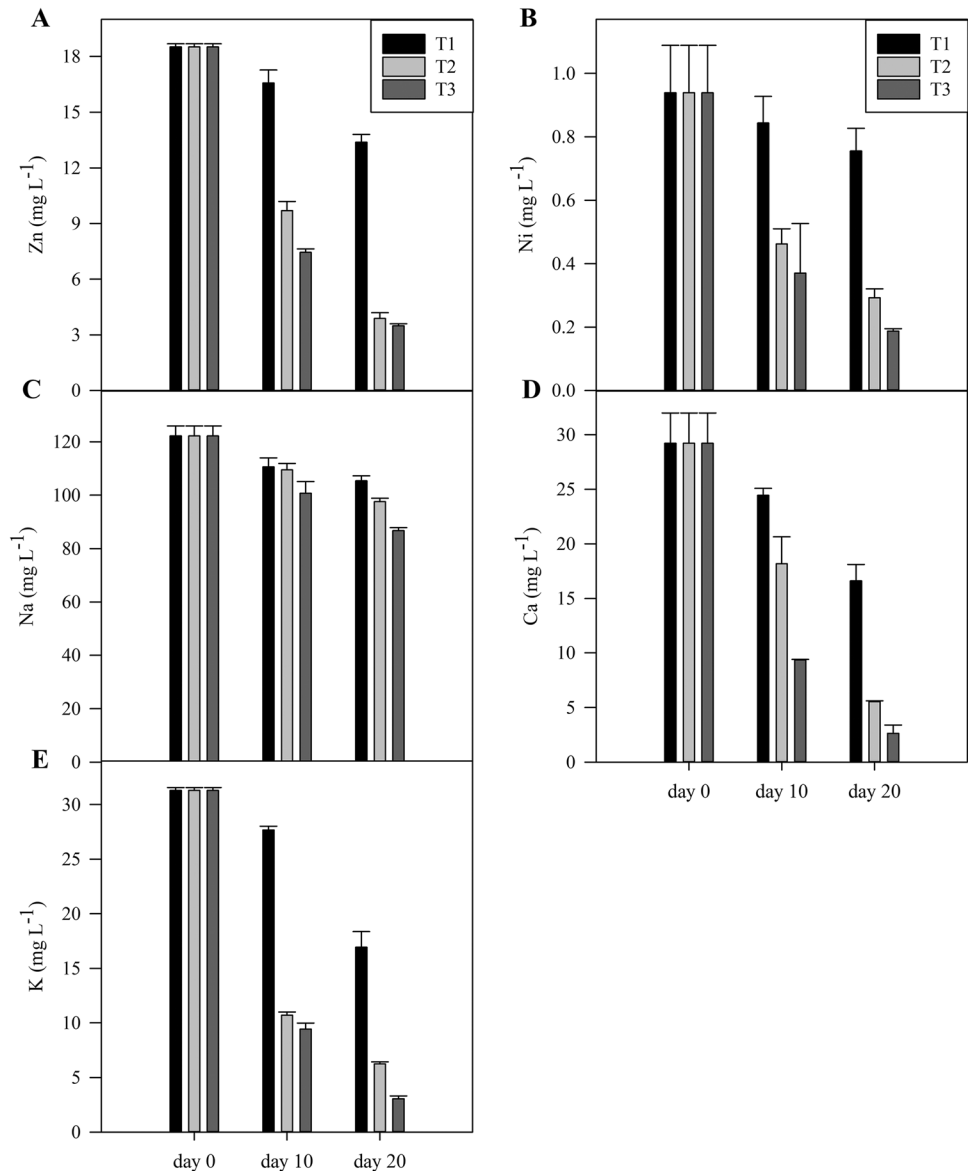 A
T1
T2
T3
18
15
12
9
6
3
0
Zn (mg L⁻¹)
B
T1
T2
T3
1.0
0.8
0.6
0.4
0.2
0.0
Ni (mg L⁻¹)
C
120
100
80
60
40
20
0
Na (mg L⁻¹)
D
30
25
20
15
10
5
0
Ca (mg L⁻¹)
day 0 day 10 day 20
E
30
25
20
15
10
5
0
K (mg L⁻¹)
day 0 day 10 day 20